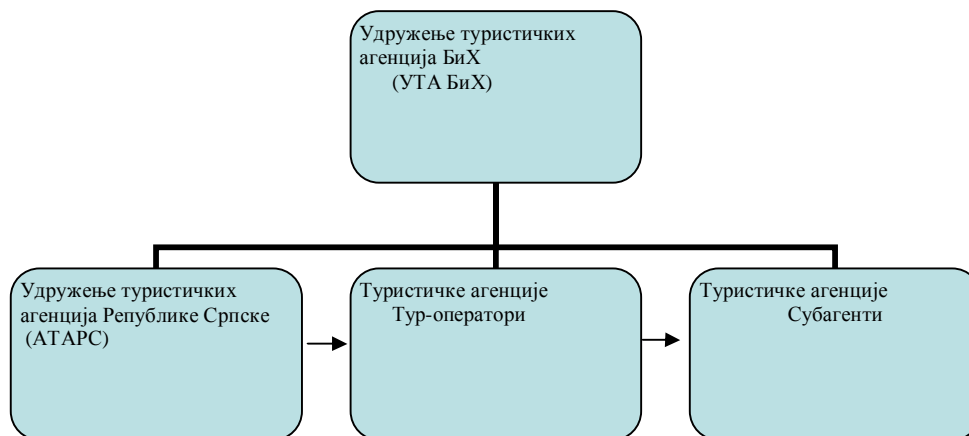 Удружење туристичких
агенција БиХ
(УТА БиХ)
Удружење туристичких
агенција Републике Српске
(АТАРС)
Туристичке агенције
Тур-оператори
Туристичке агенције
Субагенти